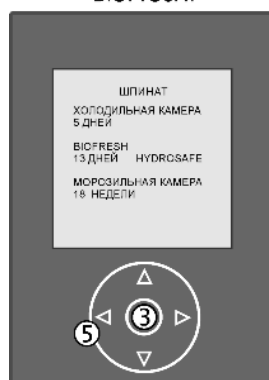 ШПИНАТ
ХОЛОДИЛЬНАЯ КАМЕРА
5 ДНЕЙ
BIOFRESH
13 ДНЕЙ HYDROSAFE
МОРОЗИЛЬНАЯ КАМЕРА
18 НЕДЕЛИ
3
5